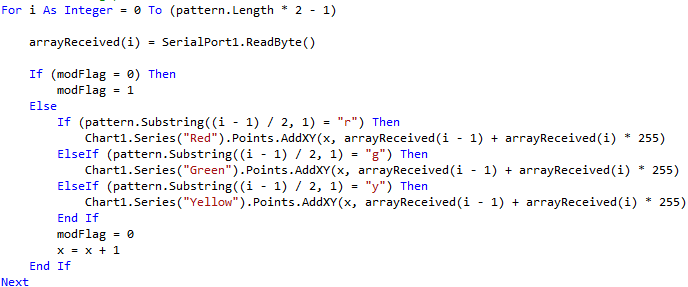 For i As Integer = 0 To (pattern.Length * 2 - 1)
arrayReceived(i) = SerialPort1.ReadByte()
If (modFlag = 0) Then
modFlag = 1
Else
If (pattern.Substring((i - 1) / 2, 1) = "r") Then
Chart1.Series("Red").Points.AddXY(x, arrayReceived(i - 1) + arrayReceived(i) * 255)
ElseIf (pattern.Substring((i - 1) / 2, 1) = "g") Then
Chart1.Series("Green").Points.AddXY(x, arrayReceived(i - 1) + arrayReceived(i) * 255)
ElseIf (pattern.Substring((i - 1) / 2, 1) = "y") Then
Chart1.Series("Yellow").Points.AddXY(x, arrayReceived(i - 1) + arrayReceived(i) * 255)
End If
modFlag = 0
x = x + 1
End If
Next